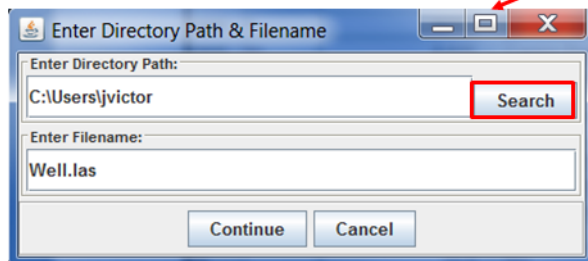 Enter Directory Path & Filename
Enter Directory Path:
C:\Users\jvictor
Search
Enter Filename:
Well.las
Continue Cancel